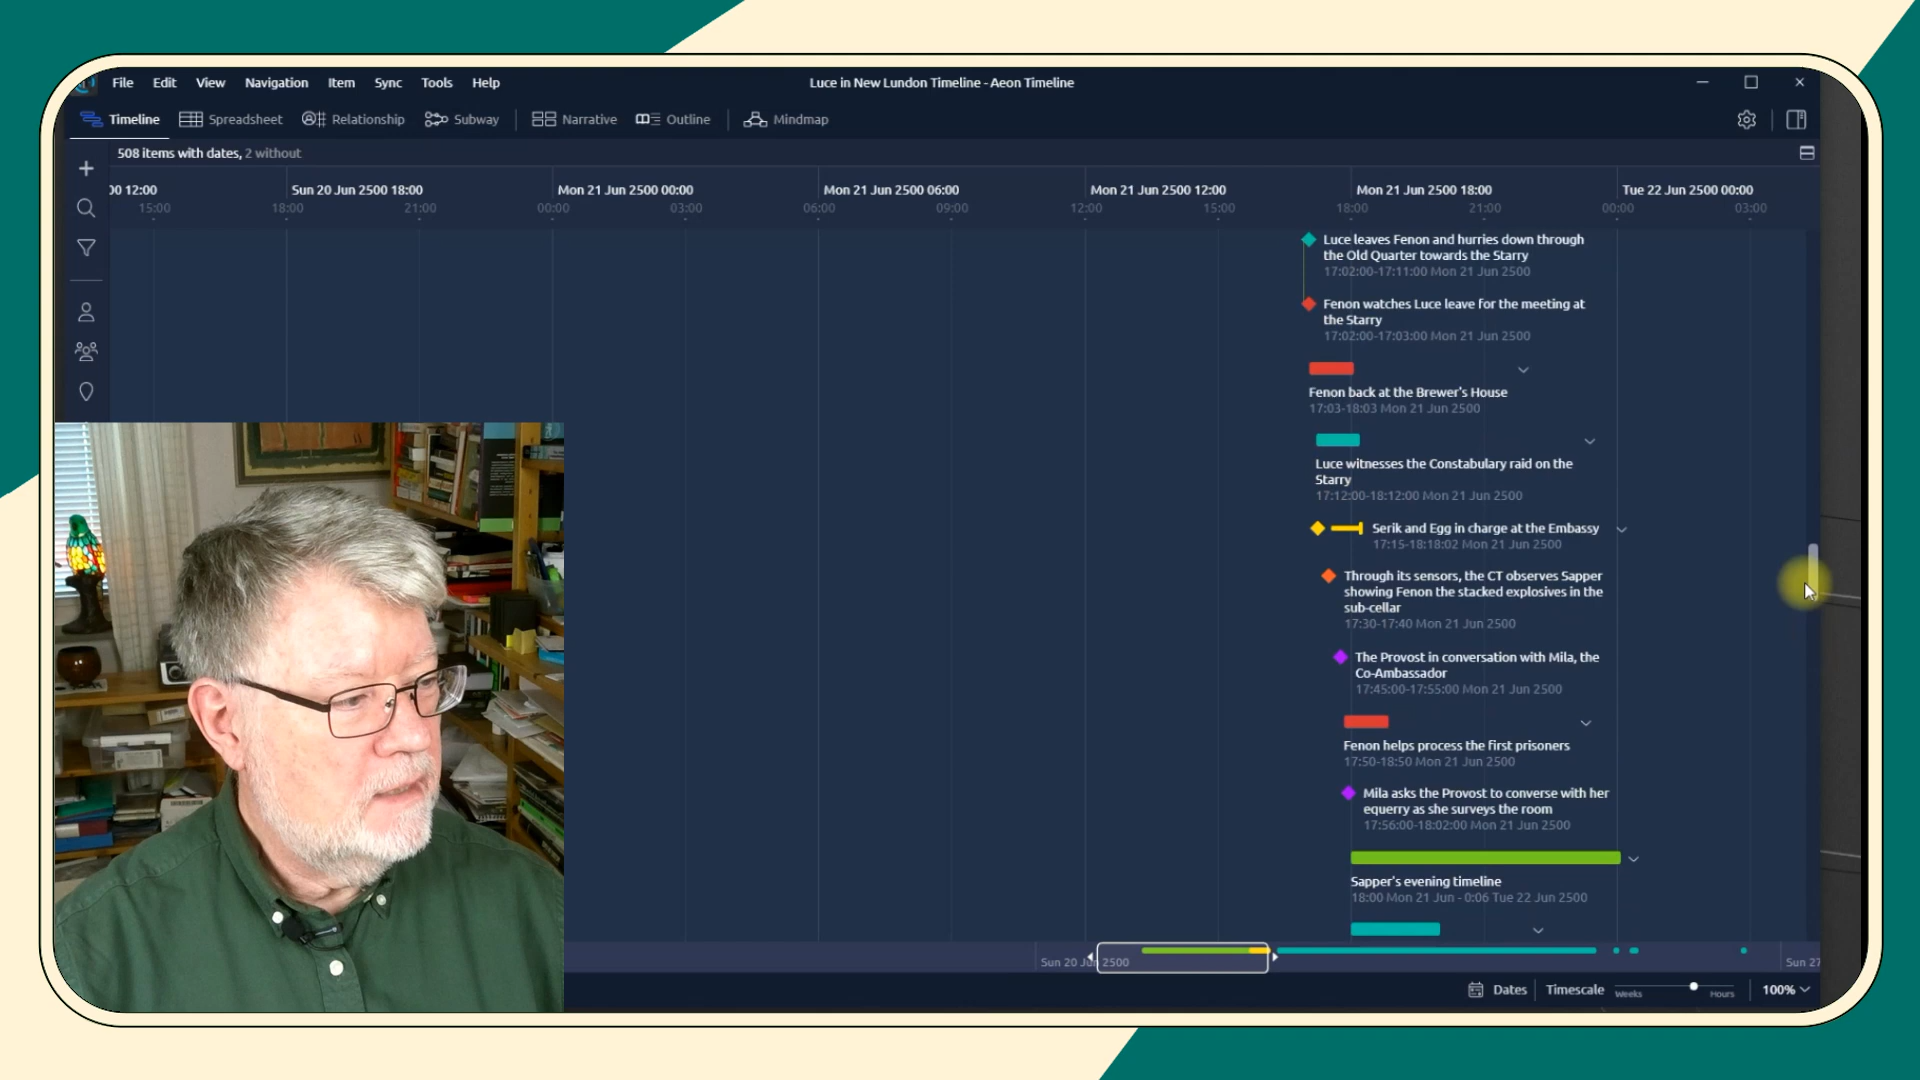 File Edit View Navigation Item Sync Tools Help
Luce in New Lundon Timeline - Aeon Timeline
Timeline Spreadsheet Relationship Subway Narrative Outline Mindmap
508 items with dates, 2 without
00 12:00 Sun 20 Jun 2500 18:00 Mon 21 Jun 2500 00:00 Mon 21 Jun 2500 06:00 Mon 21 Jun 2500 12:00 Mon 21 Jun 2500 18:00 Tue 22 Jun 2500 00:00
15:00 18:00 21:00 00:00 03:00 06:00 09:00 12:00 15:00 18:00 21:00 00:00 03:00
Luce leaves Fenon and hurries down through
the Old Quarter towards the Starry
17:02:00-17:11:00 Mon 21 Jun 2500
Fenon watches Luce leave for the meeting at
the Starry
17:02:00-17:03:00 Mon 21 Jun 2500
Fenon back at the Brewer's House
17:03-18:03 Mon 21 Jun 2500
Luce witnesses the Constabulary raid on the
Starry
17:12:00-18:12:00 Mon 21 Jun 2500
Serik and Egg in charge at the Embassy
17:15-18:18:02 Mon 21 Jun 2500
Through its sensors, the CT observes Sapper
showing Fenon the stacked explosives in the
sub-cellar
17:30-17:40 Mon 21 Jun 2500
The Provost in conversation with Mila, the
Co-Ambassador
17:45:00-17:55:00 Mon 21 Jun 2500
Fenon helps process the first prisoners
17:50-18:50 Mon 21 Jun 2500
Mila asks the Provost to converse with her
equerry as she surveys the room
17:56:00-18:02:00 Mon 21 Jun 2500
Sapper's evening timeline
18:00 Mon 21 Jun - 0:06 Tue 22 Jun 2500
Sun 20 Jun 2500 Sun 27
Dates Timescale Weeks Hours 100%